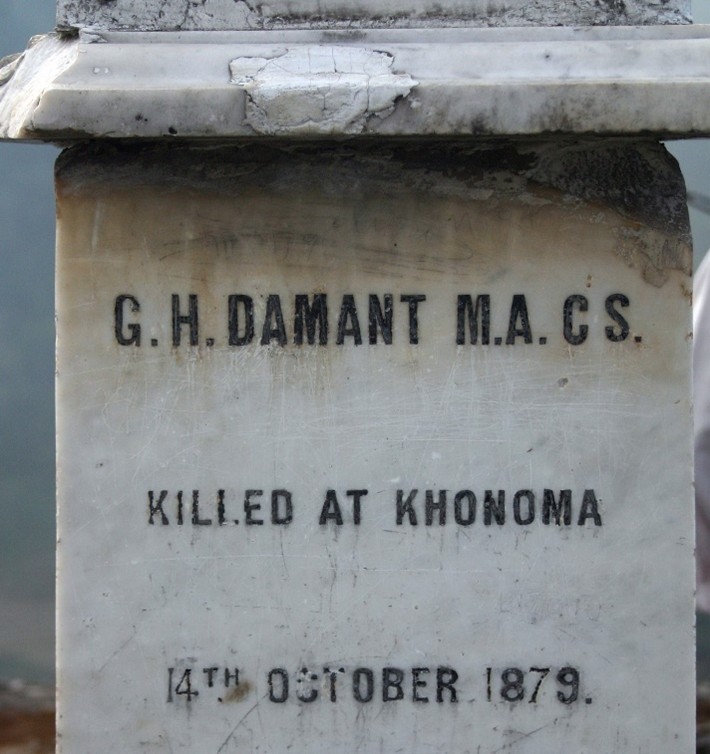 G.H.DAMANT M.A. C S.
KILLED AT KHONOMA
14TH OCTOBER 1879.